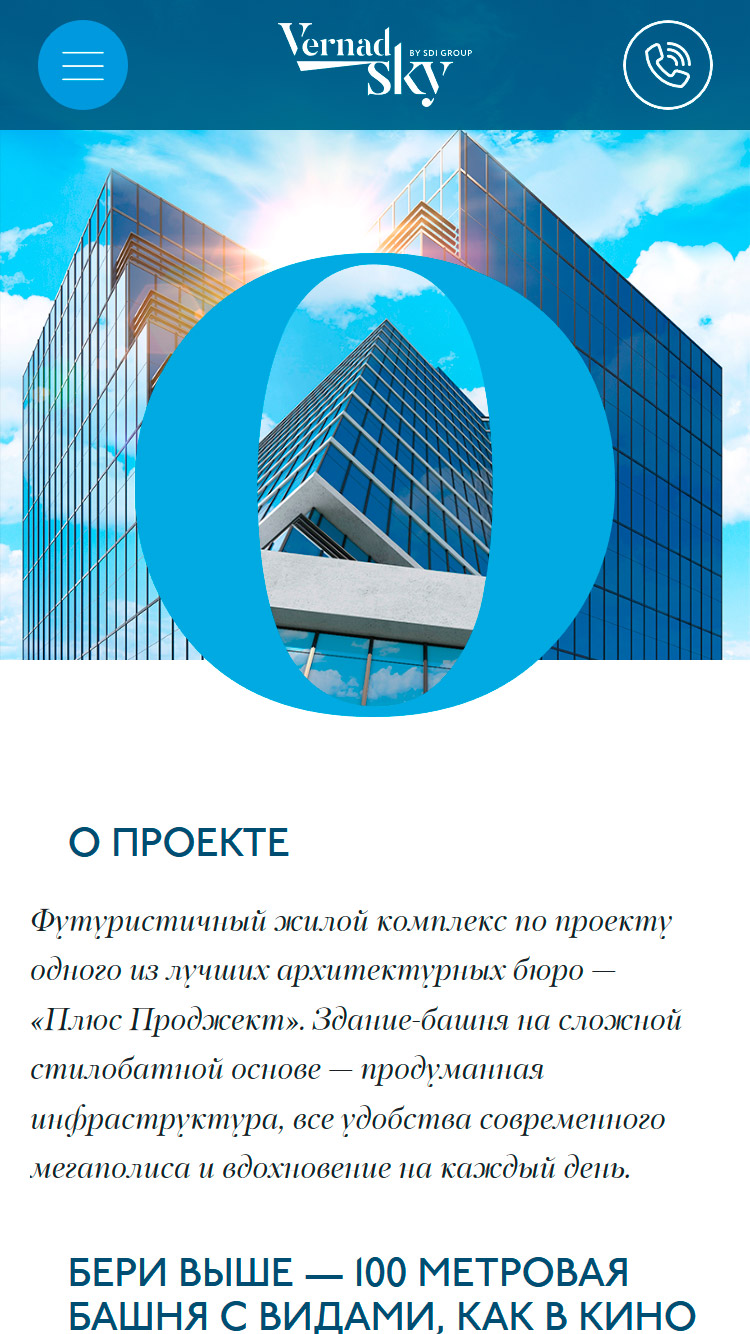 Vernad
BY SDI GROUP
sky
О
О ПРОЕКТЕ
Футуристичный жилой комплекс по проекту
одного из лучших архитектурных бюро —
«Плюс Проджект». Здание-башня на сложной
стилобатной основе — продуманная
инфраструктура, все удобства современного
мегаполиса и вдохновение на каждый день.
БЕРИ ВЫШЕ — 100 МЕТРОВАЯ
БАШНЯ С ВИДАМИ, КАК В КИНО